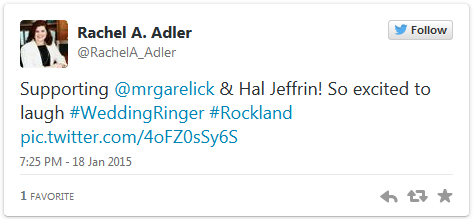 Rachel A. Adler
Follow
@RachelA_Adler
Supporting @mrgarelick & Hal Jeffrin! So excited to
laugh #WeddingRinger #Rockland
pic.twitter.com/4oFZ0sSy6S
7:25 PM - 18 Jan 2015
1 FAVORITE